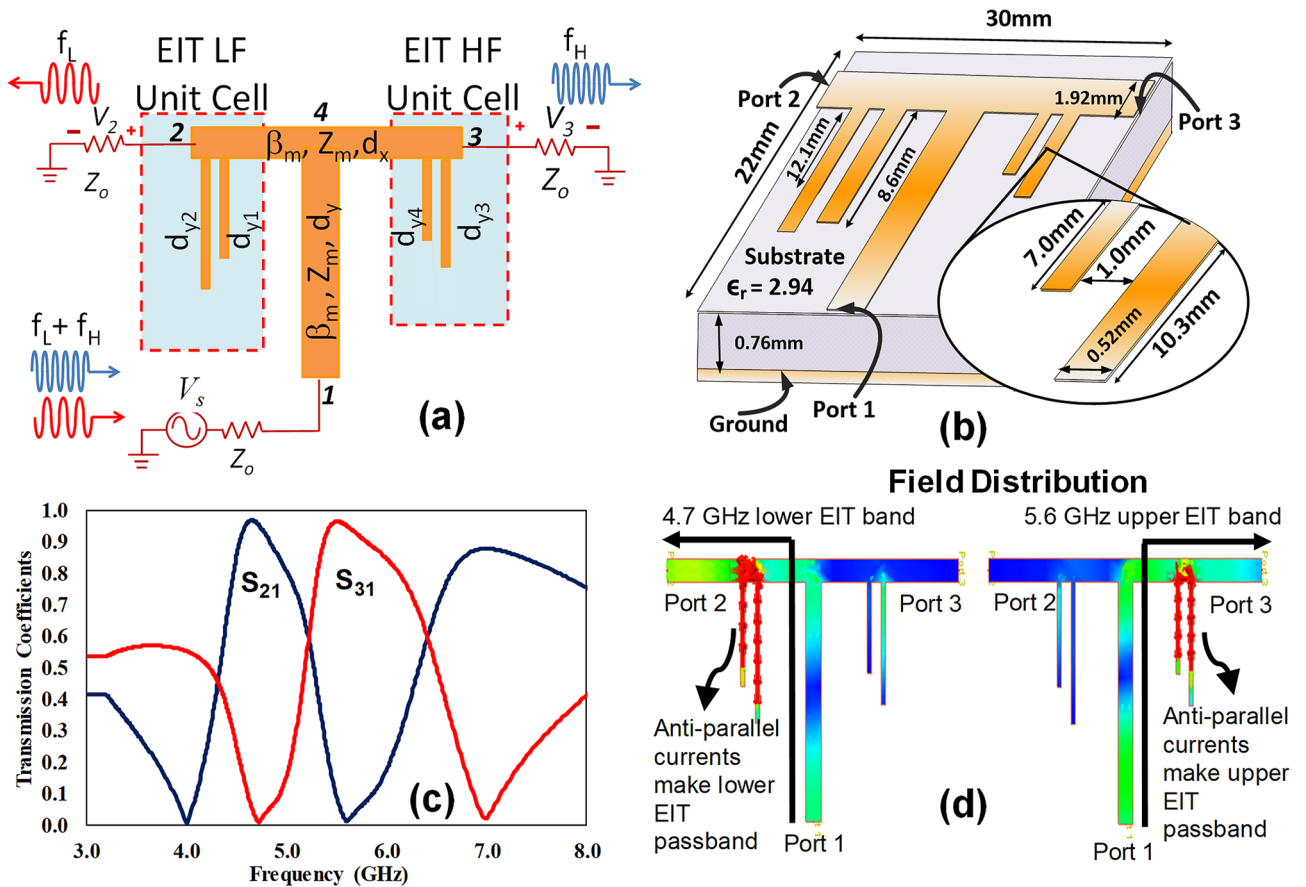 f_L
EIT LF
Unit Cell
EIT HF
Unit Cell
f_H
V_2
+
-
2
4
3
+
-
V_3
Z_o
β_m, Z_m, d_x
Z_o
d_y2
d_y1
d_y4
d_y3
β_m, Z_m, d_y
f_L + f_H
V_s
1
Z_o
(a)
30mm
Port 2
1.92mm
Port 3
22mm
12.1mm
8.6mm
Substrate
ϵ_r = 2.94
7.0mm
1.0mm
0.52mm
10.3mm
0.76mm
Ground
Port 1
(b)
Transmission Coefficients
1.0
0.9
0.8
0.7
0.6
0.5
0.4
0.3
0.2
0.1
0.0
S_21
S_31
(c)
3.0 4.0 5.0 6.0 7.0 8.0
Frequency (GHz)
Field Distribution
4.7 GHz lower EIT band
5.6 GHz upper EIT band
Port 2
Port 3
Port 2
Port 3
Anti-parallel
currents
make lower
EIT
passband
Port 1
Anti-parallel
currents
make upper
EIT
passband
Port 1
(d)